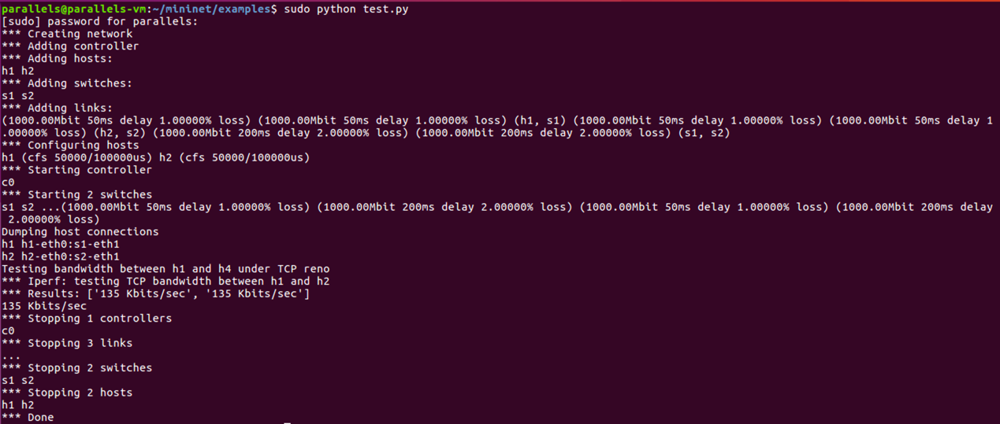 parallels@parallels-vm:~/mininet/examples$ sudo python test.py
[sudo] password for parallels:
*** Creating network
*** Adding controller
*** Adding hosts:
h1 h2
*** Adding switches:
s1 s2
*** Adding links:
(1000.00Mbit 50ms delay 1.00000% loss) (1000.00Mbit 50ms delay 1.00000% loss) (h1, s1) (1000.00Mbit 50ms delay 1.00000% loss) (1000.00Mbit 50ms delay 1
.00000% loss) (h2, s2) (1000.00Mbit 200ms delay 2.00000% loss) (1000.00Mbit 200ms delay 2.00000% loss) (s1, s2)
*** Configuring hosts
h1 (cfs 50000/100000us) h2 (cfs 50000/100000us)
*** Starting controller
c0
*** Starting 2 switches
s1 s2 ...(1000.00Mbit 50ms delay 1.00000% loss) (1000.00Mbit 200ms delay 2.00000% loss) (1000.00Mbit 50ms delay 1.00000% loss) (1000.00Mbit 200ms delay
 2.00000% loss)
Dumping host connections
h1 h1-eth0:s1-eth1
h2 h2-eth0:s2-eth1
Testing bandwidth between h1 and h4 under TCP reno
*** Iperf: testing TCP bandwidth between h1 and h2
*** Results: ['135 Kbits/sec', '135 Kbits/sec']
135 Kbits/sec
*** Stopping 1 controllers
c0
*** Stopping 3 links
...
*** Stopping 2 switches
s1 s2
*** Stopping 2 hosts
h1 h2
*** Done